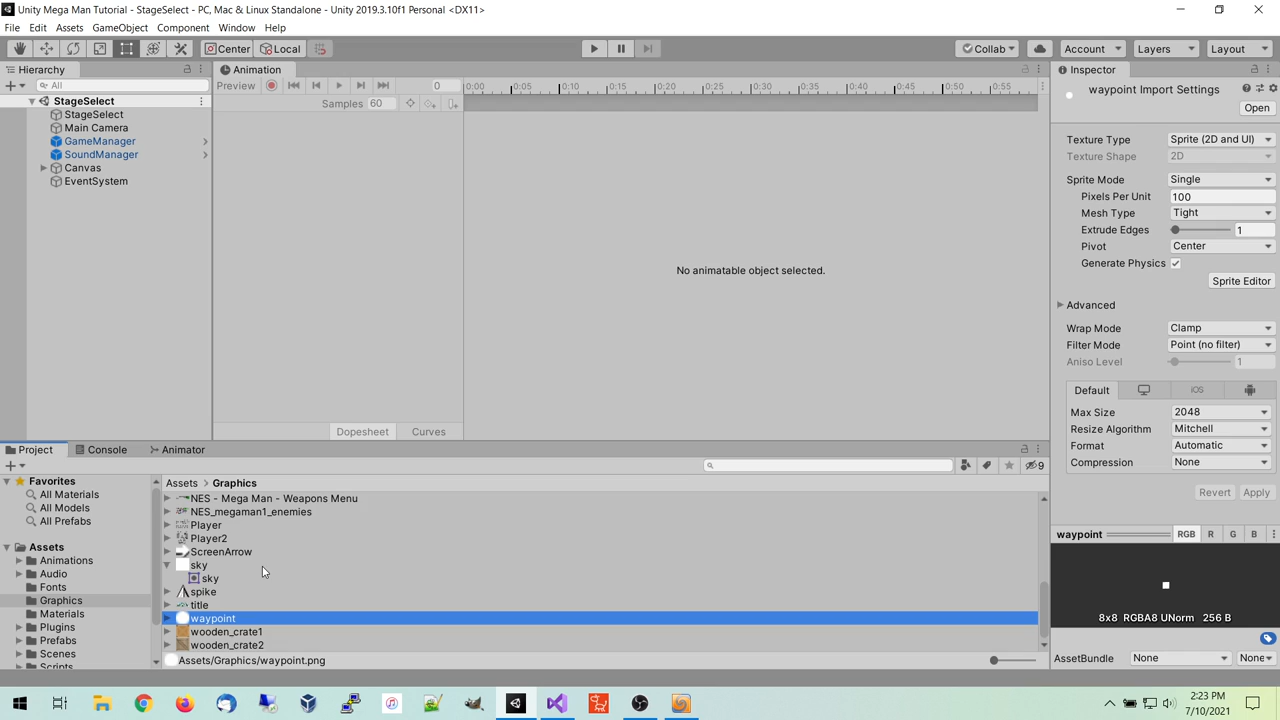 Unity Mega Man Tutorial - StageSelect - PC, Mac & Linux Standalone - Unity 2019.3.10f1 Personal <DX11>
File Edit Assets GameObject Component Window Help
Center Local Collab Account Layers Layout
Hierarchy
All
StageSelect
StageSelect
Main Camera
GameManager
SoundManager
Canvas
EventSystem
Animation
Preview 0 0:00 0:05 0:10 0:15 0:20 0:25 0:30 0:35 0:40 0:45 0:50 0:55
Samples 60
No animatable object selected.
Dopesheet Curves
Inspector
waypoint Import Settings
Open
Texture Type Sprite (2D and UI)
Texture Shape 2D
Sprite Mode Single
Pixels Per Unit 100
Mesh Type Tight
Extrude Edges 1
Pivot Center
Generate Physics
Sprite Editor
Advanced
Wrap Mode Clamp
Filter Mode Point (no filter)
Aniso Level 1
Default iOS
Max Size 2048
Resize Algorithm Mitchell
Format Automatic
Compression None
Revert Apply
waypoint RGB R G B
8x8 RGBA8 UNorm 256 B
AssetBundle None None
Project Console Animator
9
Favorites
All Materials
All Models
All Prefabs
Assets
Animations
Audio
Fonts
Graphics
Materials
Plugins
Prefabs
Scenes
Scripts
Assets > Graphics
NES - Mega Man - Weapons Menu
NES_megaman1_enemies
Player
Player2
ScreenArrow
sky
sky
spike
title
waypoint
wooden_crate1
wooden_crate2
Assets/Graphics/waypoint.png
2:23 PM
7/10/2021